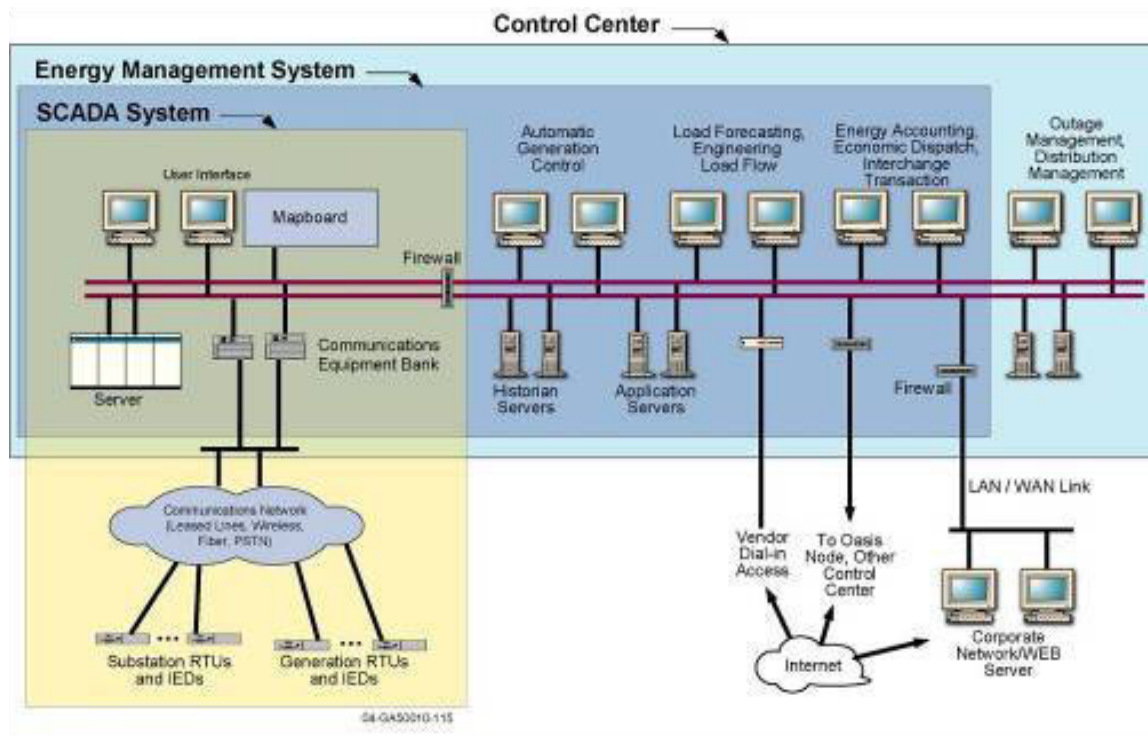 Control Center
Energy Management System
SCADA System
User Interface
Mapboard
Automatic
Generation
Control
Load Forecasting,
Engineering
Load Flow
Energy Accounting,
Economic Dispatch,
Interchange
Transaction
Outage
Management,
Distribution
Management
Firewall
Server
Communications
Equipment Bank
Historian
Servers
Application
Servers
Firewall
LAN / WAN Link
Communications Network
(Leased Lines, Wireless,
Fiber, PSTN)
Vendor
Dial-in
Access
To Oasis
Node, Other
Control
Center
Internet
Corporate
Network/WEB
Server
Substation RTUs
and IEDs
Generation RTUs
and IEDs